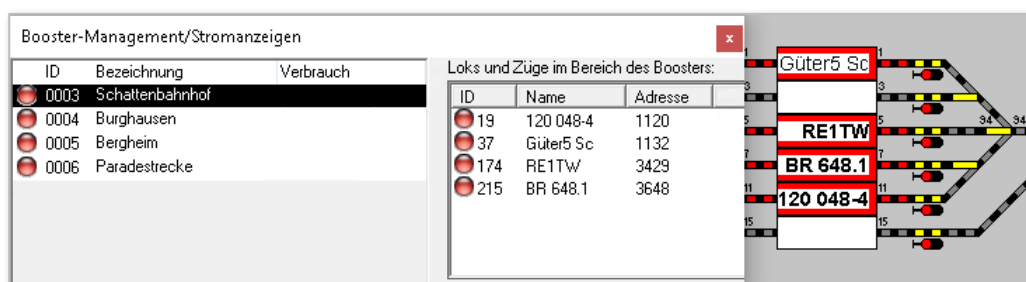 Booster-Management/Stromanzeigen
x
ID Bezeichnung Verbrauch
0003 Schattenbahnhof
0004 Burghausen
0005 Bergheim
0006 Paradestrecke
Loks und Züge im Bereich des Boosters:
ID Name Adresse
19 120 048-4 1120
37 Güter5 Sc 1132
174 RE1TW 3429
215 BR 648.1 3648
1 Güter5 Sc 1
3 3
5 RE1TW 5 94 94
7 BR 648.1 7
11 120 048-4 11
15 15